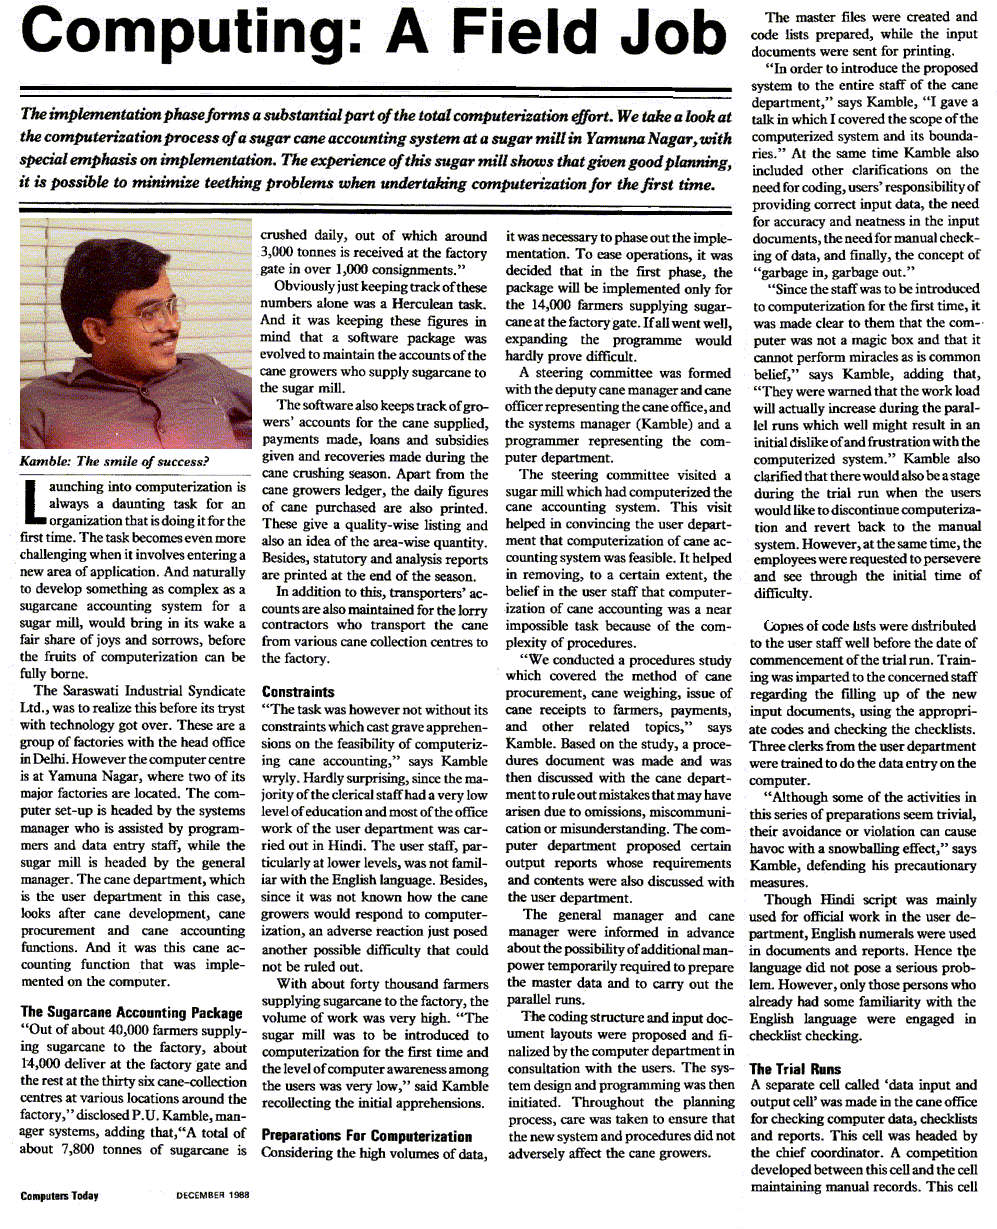 Computing: A Field Job
The implementation phase forms a substantial part of the total computerization effort. We take a look at
the computerization process of a sugar cane accounting system at a sugar mill in Yamuna Nagar, with
special emphasis on implementation. The experience of this sugar mill shows that given good planning,
it is possible to minimize teething problems when undertaking computerization for the first time.
Kamble: The smile of success?
Launching into computerization is
always a daunting task for an
organization that is doing it for the
first time. The task becomes even more
challenging when it involves entering a
new area of application. And naturally
to develop something as complex as a
sugarcane accounting system for a
sugar mill, would bring in its wake a
fair share of joys and sorrows, before
the fruits of computerization can be
fully borne.
The Saraswati Industrial Syndicate
Ltd., was to realize this before its tryst
with technology got over. These are a
group of factories with the head office
in Delhi. However the computer centre
is at Yamuna Nagar, where two of its
major factories are located. The com-
puter set-up is headed by the systems
manager who is assisted by program-
mers and data entry staff, while the
sugar mill is headed by the general
manager. The cane department, which
is the user department in this case,
looks after cane development, cane
procurement and cane accounting
functions. And it was this cane ac-
counting function that was imple-
mented on the computer.
The Sugarcane Accounting Package
“Out of about 40,000 farmers supply-
ing sugarcane to the factory, about
14,000 deliver at the factory gate and
the rest at the thirty six cane-collection
centres at various locations around the
factory,” disclosed P.U. Kamble, man-
ager systems, adding that,“A total of
about 7,800 tonnes of sugarcane is
crushed daily, out of which around
3,000 tonnes is received at the factory
gate in over 1,000 consignments.”
Obviously just keeping track of these
numbers alone was a Herculean task.
And it was keeping these figures in
mind that a software package was
evolved to maintain the accounts of the
cane growers who supply sugarcane to
the sugar mill.
The software also keeps track of gro-
wers’ accounts for the cane supplied,
payments made, loans and subsidies
given and recoveries made during the
cane crushing season. Apart from the
cane growers ledger, the daily figures
of cane purchased are also printed.
These give a quality-wise listing and
also an idea of the area-wise quantity.
Besides, statutory and analysis reports
are printed at the end of the season.
In addition to this, transporters’ ac-
counts are also maintained for the lorry
contractors who transport the cane
from various cane collection centres to
the factory.
Constraints
“The task was however not without its
constraints which cast grave apprehen-
sions on the feasibility of computeriz-
ing cane accounting,” says Kamble
wryly. Hardly surprising, since the ma-
jority of the clerical staff had a very low
level of education and most of the office
work of the user department was car-
ried out in Hindi. The user staff, par-
ticularly at lower levels, was not famil-
iar with the English language. Besides,
since it was not known how the cane
growers would respond to computer-
ization, an adverse reaction just posed
another possible difficulty that could
not be ruled out.
With about forty thousand farmers
supplying sugarcane to the factory, the
volume of work was very high. “The
sugar mill was to be introduced to
computerization for the first time and
the level of computer awareness among
the users was very low,” said Kamble
recollecting the initial apprehensions.
Preparations For Computerization
Considering the high volumes of data,
it was necessary to phase out the imple-
mentation. To ease operations, it was
decided that in the first phase, the
package will be implemented only for
the 14,000 farmers supplying sugar-
cane at the factory gate. If all went well,
expanding the programme would
hardly prove difficult.
A steering committee was formed
with the deputy cane manager and cane
officer representing the cane office, and
the systems manager (Kamble) and a
programmer representing the com-
puter department.
The steering committee visited a
sugar mill which had computerized the
cane accounting system. This visit
helped in convincing the user depart-
ment that computerization of cane ac-
counting system was feasible. It helped
in removing, to a certain extent, the
belief in the user staff that computer-
ization of cane accounting was a near
impossible task because of the com-
plexity of procedures.
“We conducted a procedures study
which covered the method of cane
procurement, cane weighing, issue of
cane receipts to farmers, payments,
and other related topics,” says
Kamble. Based on the study, a proce-
dures document was made and was
then discussed with the cane depart-
ment to rule out mistakes that may have
arisen due to omissions, miscommuni-
cation or misunderstanding. The com-
puter department proposed certain
output reports whose requirements
and contents were also discussed with
the user department.
The general manager and cane
manager were informed in advance
about the possibility of additional man-
power temporarily required to prepare
the master data and to carry out the
parallel runs.
The coding structure and input doc-
ument layouts were proposed and fi-
nalized by the computer department in
consultation with the users. The sys-
tem design and programming was then
initiated. Throughout the planning
process, care was taken to ensure that
the new system and procedures did not
adversely affect the cane growers.
The master files were created and
code lists prepared, while the input
documents were sent for printing.
“In order to introduce the proposed
system to the entire staff of the cane
department,” says Kamble, “I gave a
talk in which I covered the scope of the
computerized system and its bounda-
ries.” At the same time Kamble also
included other clarifications on the
need for coding, users’ responsibility of
providing correct input data, the need
for accuracy and neatness in the input
documents, the need for manual check-
ing of data, and finally, the concept of
“garbage in, garbage out.”
“Since the staff was to be introduced
to computerization for the first time, it
was made clear to them that the com-
puter was not a magic box and that it
cannot perform miracles as is common
belief,” says Kamble, adding that,
“They were warned that the work load
will actually increase during the paral-
lel runs which well might result in an
initial dislike of and frustration with the
computerized system.” Kamble also
clarified that there would also be a stage
during the trial run when the users
would like to discontinue computeriza-
tion and revert back to the manual
system. However, at the same time, the
employees were requested to persevere
and see through the initial time of
difficulty.
Copies of code lists were distributed
to the user staff well before the date of
commencement of the trial run. Train-
ing was imparted to the concerned staff
regarding the filling up of the new
input documents, using the appropri-
ate codes and checking the checklists.
Three clerks from the user department
were trained to do the data entry on the
computer.
“Although some of the activities in
this series of preparations seem trivial,
their avoidance or violation can cause
havoc with a snowballing effect,” says
Kamble, defending his precautionary
measures.
Though Hindi script was mainly
used for official work in the user de-
partment, English numerals were used
in documents and reports. Hence the
language did not pose a serious prob-
lem. However, only those persons who
already had some familiarity with the
English language were engaged in
checklist checking.
The Trial Runs
A separate cell called ‘data input and
output cell’ was made in the cane office
for checking computer data, checklists
and reports. This cell was headed by
the chief coordinator. A competition
developed between this cell and the cell
maintaining manual records. This cell
Computers Today DECEMBER 1988